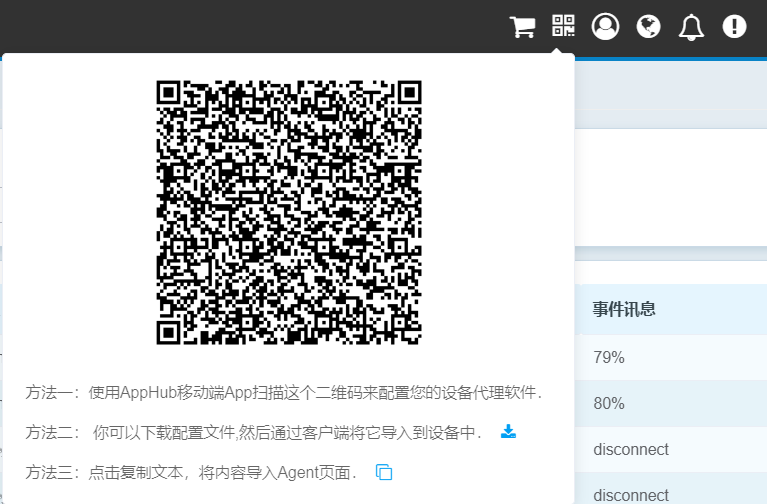 方法一：使用AppHub移动端App扫描这个二维码来配置您的设备代理软件.
方法二： 你可以下载配置文件,然后通过客户端将它导入到设备中.
方法三：点击复制文本，将内容导入Agent页面.
事件讯息
79%
80%
disconnect
disconnect